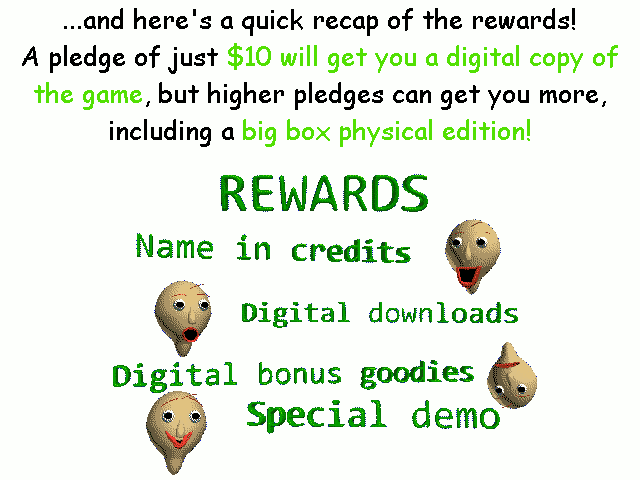 ...and here's a quick recap of the rewards!
A pledge of just $10 will get you a digital copy of
the game, but higher pledges can get you more,
including a big box physical edition!
REWARDS
Name in credits
Digital downloads
Digital bonus goodies
Special demo